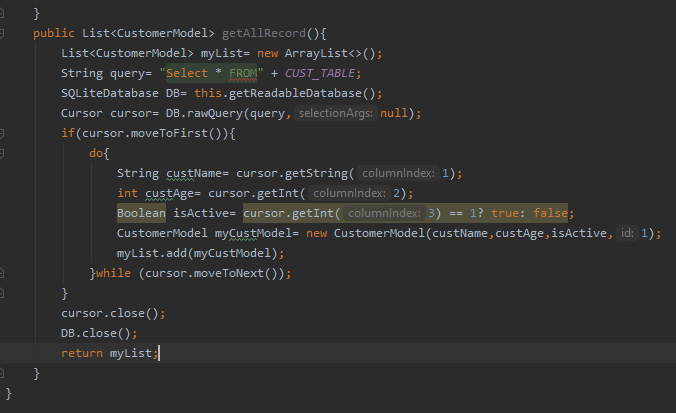 }
public List<CustomerModel> getAllRecord(){
List<CustomerModel> myList= new ArrayList<>();
String query= "Select * FROM" + CUST_TABLE;
SQLiteDatabase DB= this.getReadableDatabase();
Cursor cursor= DB.rawQuery(query, selectionArgs: null);
if(cursor.moveToFirst()){
do{
String custName= cursor.getString( columnIndex: 1);
int custAge= cursor.getInt( columnIndex: 2);
Boolean isActive= cursor.getInt( columnIndex: 3) == 1? true: false;
CustomerModel myCustModel= new CustomerModel(custName,custAge,isActive, id: 1);
myList.add(myCustModel);
}while (cursor.moveToNext());
}
cursor.close();
DB.close();
return myList;
}
}